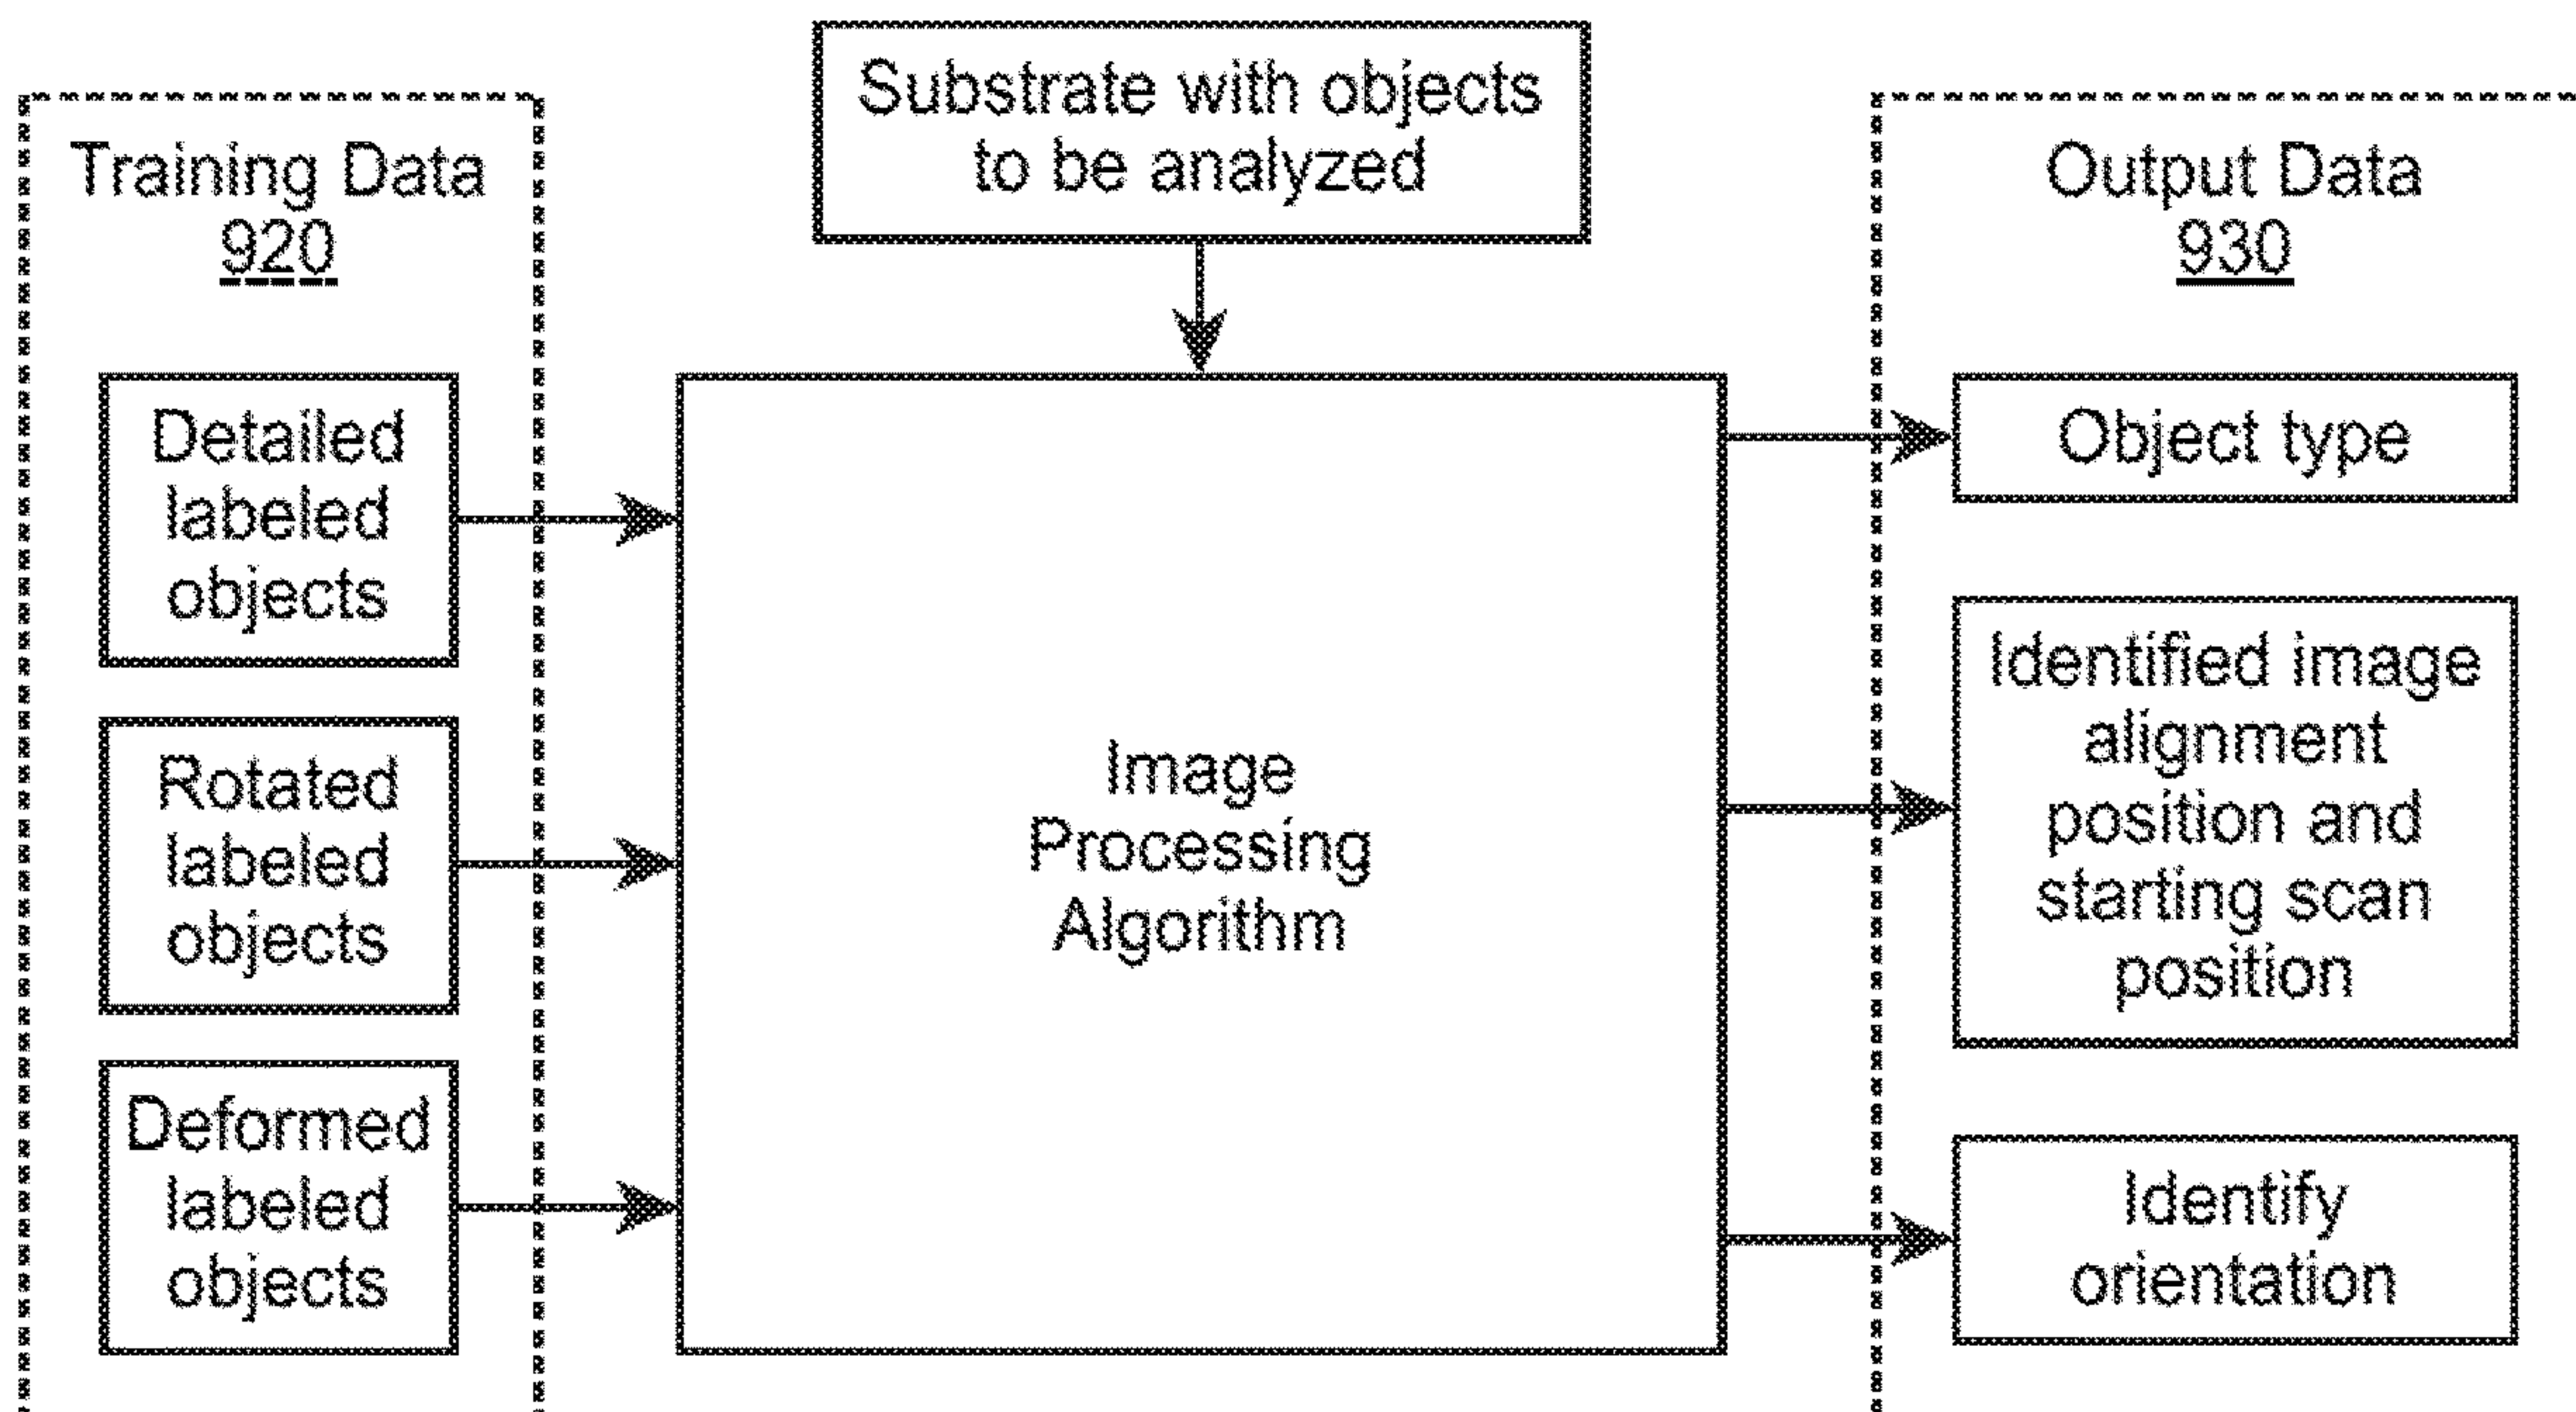 Substrate with objects
to be analyzed
Training Data
920
Detailed
labeled
objects
Rotated
labeled
objects
Deformed
labeled
objects
Image
Processing
Algorithm
Output Data
930
Object type
Identified image
alignment
position and
starting scan
position
Identify
orientation